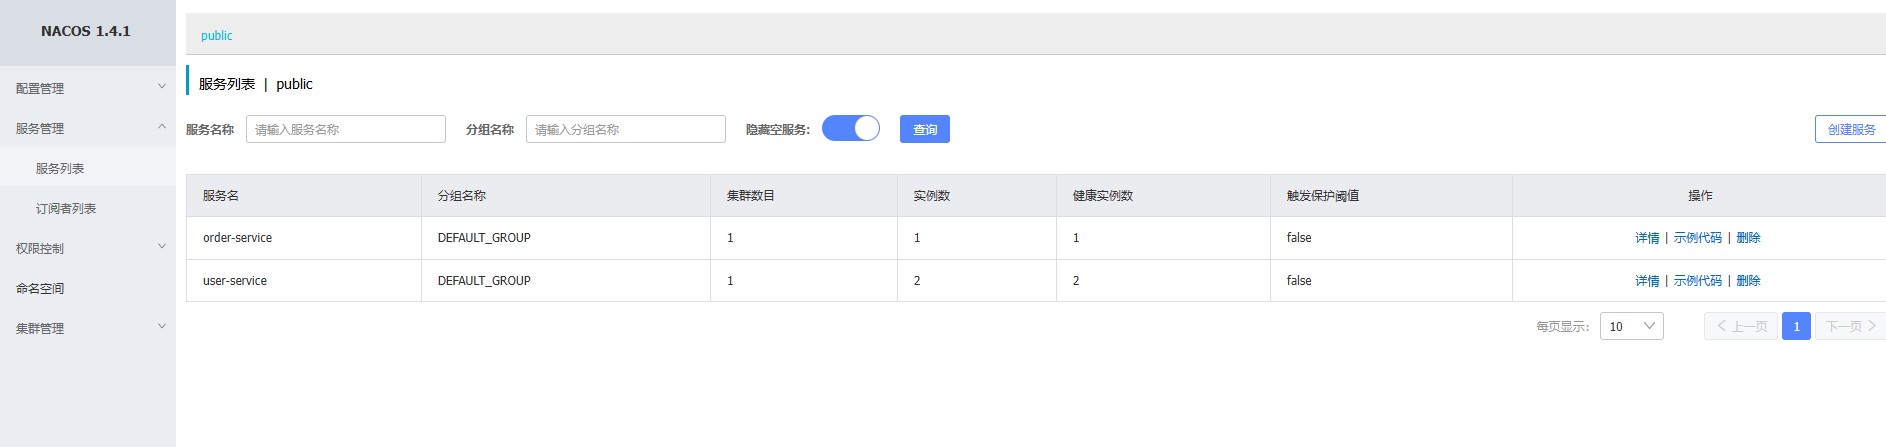 NACOS 1.4.1
配置管理
服务管理
服务列表
订阅者列表
权限控制
命名空间
集群管理
public
服务列表 | public
服务名称 请输入服务名称 分组名称 请输入分组名称 隐藏空服务: 查询 创建服务
服务名 分组名称 集群数目 实例数 健康实例数 触发保护阈值 操作
order-service DEFAULT_GROUP 1 1 1 false 详情 | 示例代码 | 删除
user-service DEFAULT_GROUP 1 2 2 false 详情 | 示例代码 | 删除
每页显示: 10 上一页 1 下一页